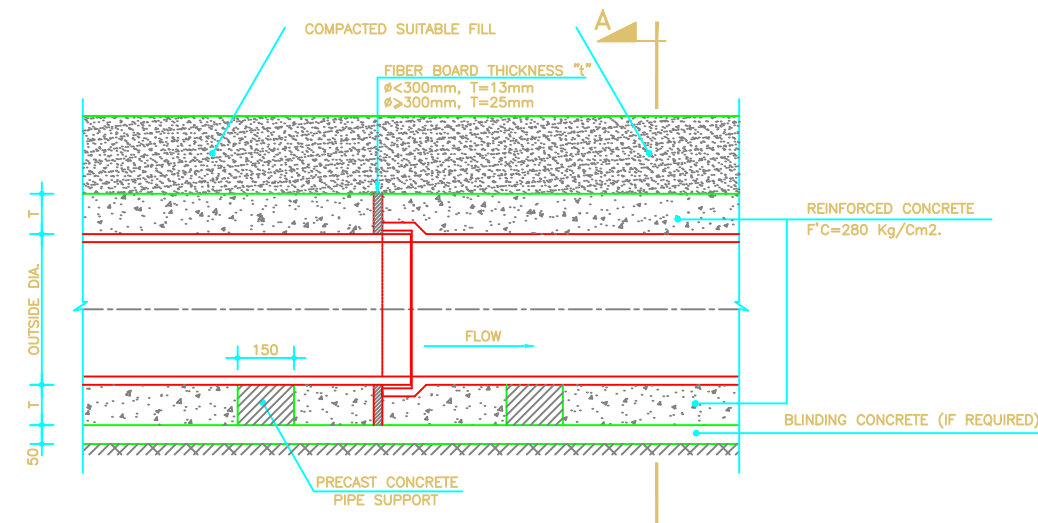 A
COMPACTED SUITABLE FILL
FIBER BOARD THICKNESS "t"
ø<300mm, T=13mm
ø⩾300mm, T=25mm
REINFORCED CONCRETE
F'C=280 Kg/Cm2.
T
OUTSIDE DIA.
FLOW
150
T
BLINDING CONCRETE (IF REQUIRED)
50
PRECAST CONCRETE
PIPE SUPPORT